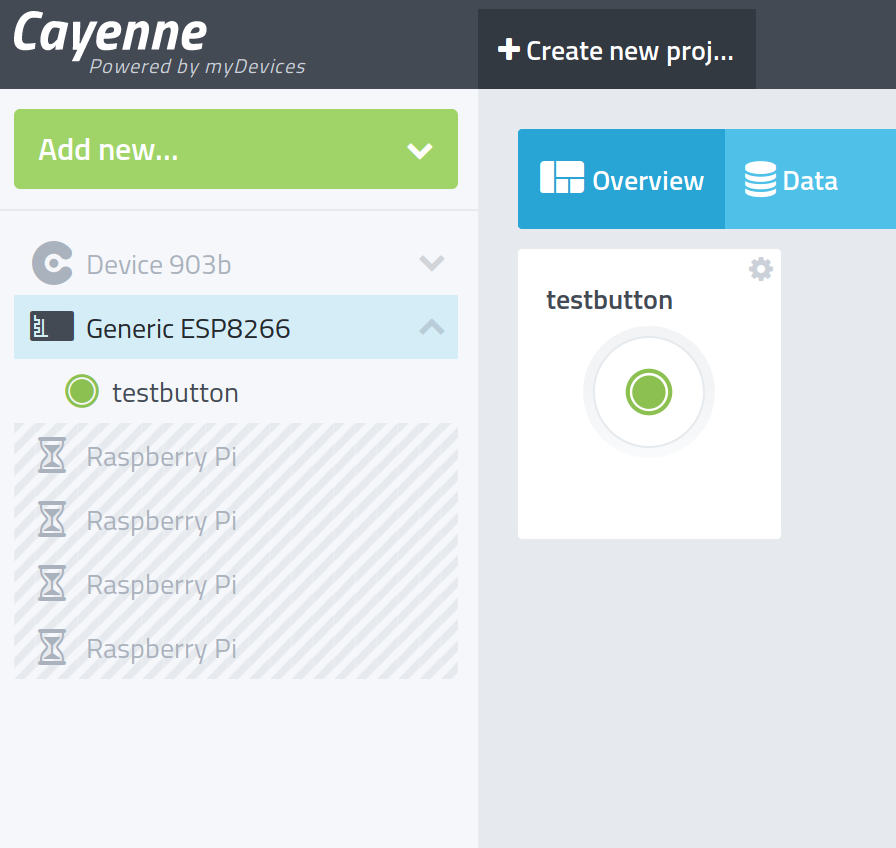 Cayenne
Powered by myDevices
Create new proj...
Add new...
Overview
Data
Device 903b
testbutton
Generic ESP8266
testbutton
Raspberry Pi
Raspberry Pi
Raspberry Pi
Raspberry Pi